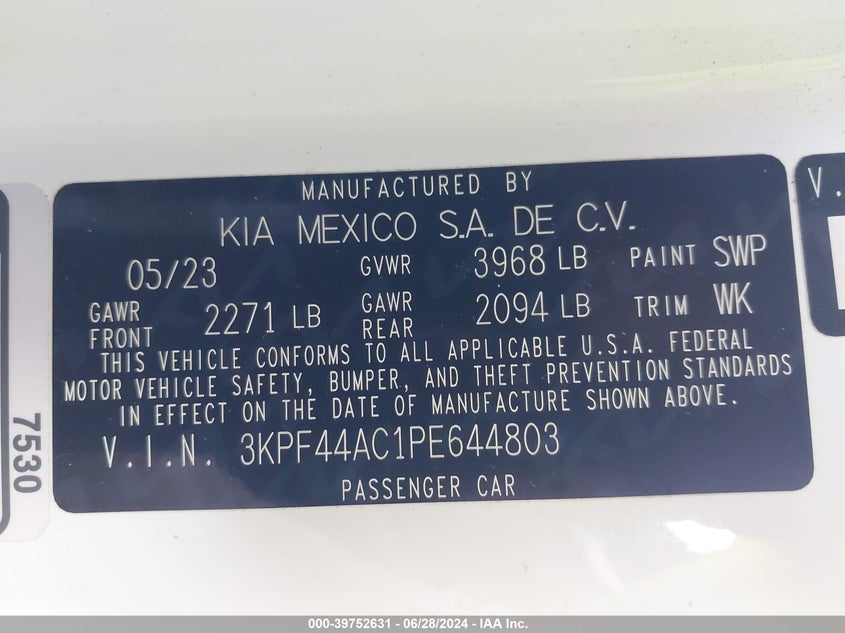 MANUFACTURED BY
KIA MEXICO S.A. DE C.V.
05/23 GVWR 3968 LB PAINT SWP
GAWR FRONT 2271 LB GAWR REAR 2094 LB TRIM WK
THIS VEHICLE CONFORMS TO ALL APPLICABLE U.S.A. FEDERAL
MOTOR VEHICLE SAFETY, BUMPER, AND THEFT PREVENTION STANDARDS
IN EFFECT ON THE DATE OF MANUFACTURE SHOWN ABOVE.
V.I.N. 3KPF44AC1PE644803
PASSENGER CAR
7530
V.
000-39752631 - 06/28/2024 - IAA Inc.